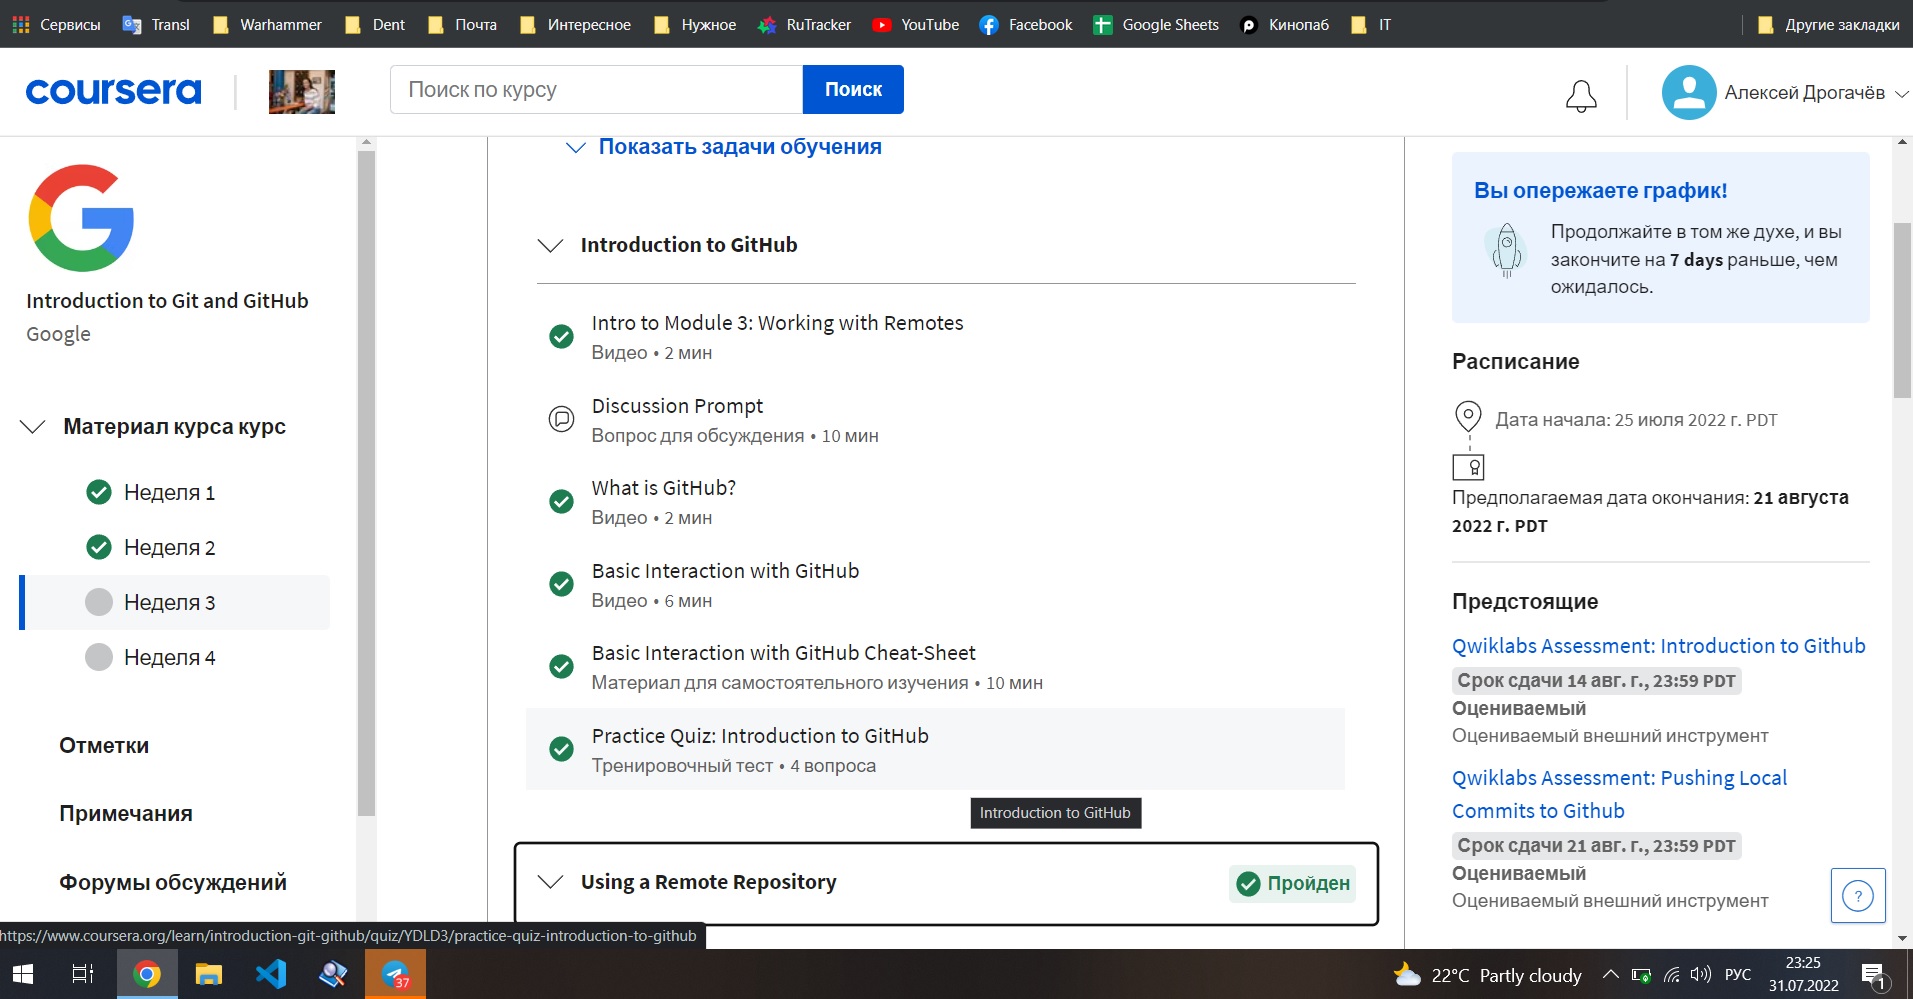 Сервисы
Transl
Warhammer
Dent
Почта
Интересное
Нужное
RuTracker
YouTube
Facebook
Google Sheets
Кинопаб
IT
Другие закладки
coursera
Поиск по курсу
Поиск
Алексей Дрогачёв
Introduction to Git and GitHub
Google
Материал курса курс
Неделя 1
Неделя 2
Неделя 3
Неделя 4
Отметки
Примечания
Форумы обсуждений
Показать задачи обучения
Introduction to GitHub
Intro to Module 3: Working with Remotes
Видео • 2 мин
Discussion Prompt
Вопрос для обсуждения • 10 мин
What is GitHub?
Видео • 2 мин
Basic Interaction with GitHub
Видео • 6 мин
Basic Interaction with GitHub Cheat-Sheet
Материал для самостоятельного изучения • 10 мин
Practice Quiz: Introduction to GitHub
Тренировочный тест • 4 вопроса
Introduction to GitHub
Using a Remote Repository
Пройден
Вы опережаете график!
Продолжайте в том же духе, и вы
закончите на 7 days раньше, чем
ожидалось.
Расписание
Дата начала: 25 июля 2022 г. PDT
Предполагаемая дата окончания: 21 августа
2022 г. PDT
Предстоящие
Qwiklabs Assessment: Introduction to Github
Срок сдачи 14 авг. г., 23:59 PDT
Оцениваемый
Оцениваемый внешний инструмент
Qwiklabs Assessment: Pushing Local
Commits to Github
Срок сдачи 21 авг. г., 23:59 PDT
Оцениваемый
Оцениваемый внешний инструмент
?
https://www.coursera.org/learn/introduction-git-github/quiz/YDLD3/practice-quiz-introduction-to-github
37
22°C Partly cloudy
РУС
23:25
31.07.2022
1